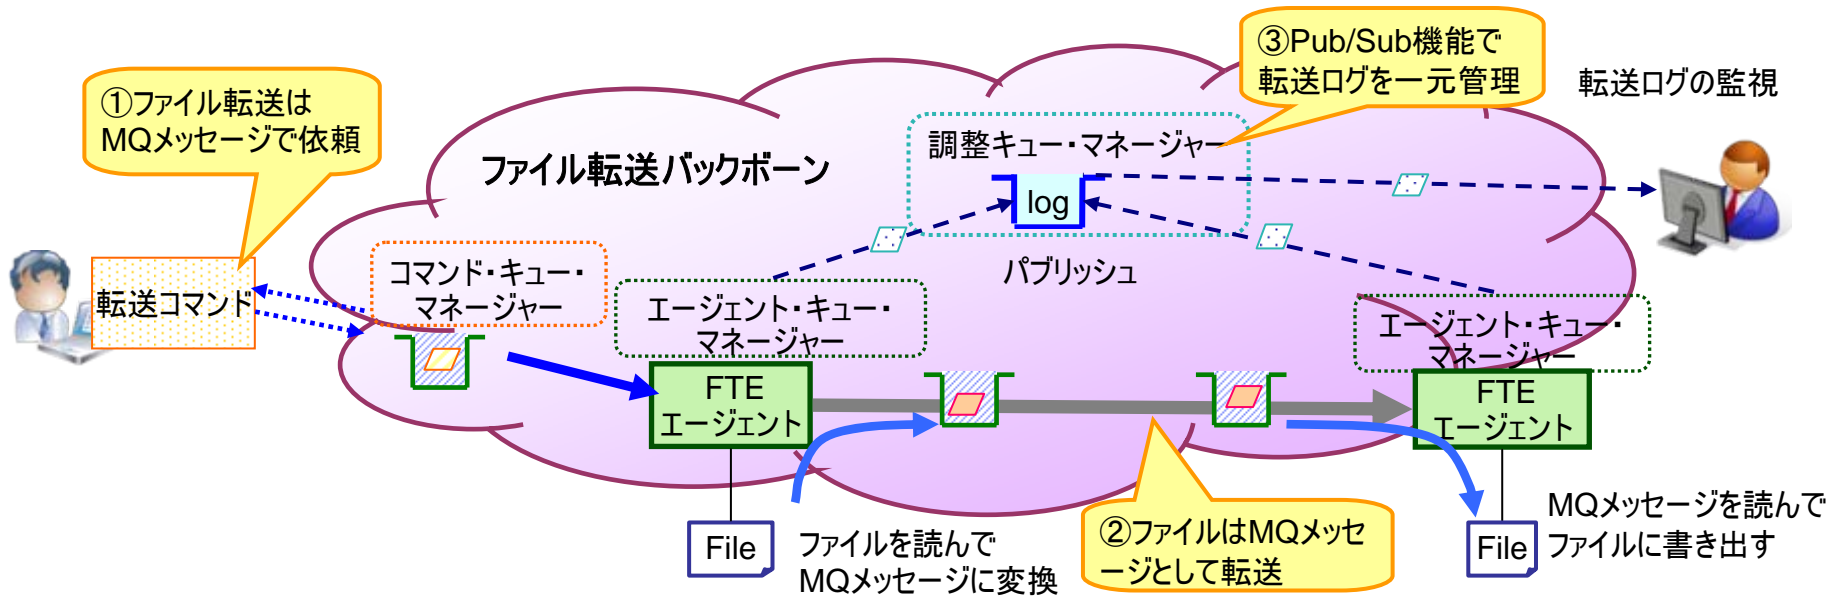 ①ファイル転送は
MQメッセージで依頼
③Pub/Sub機能で
転送ログを一元管理
転送ログの監視
ファイル転送バックボーン
調整キュー・マネージャー
log
パブリッシュ
転送コマンド
コマンド・キュー・
マネージャー
エージェント・キュー・
マネージャー
エージェント・キュー・
マネージャー
FTE
エージェント
FTE
エージェント
File
ファイルを読んで
MQメッセージに変換
②ファイルはMQメッセ
ージとして転送
File
MQメッセージを読んで
ファイルに書き出す